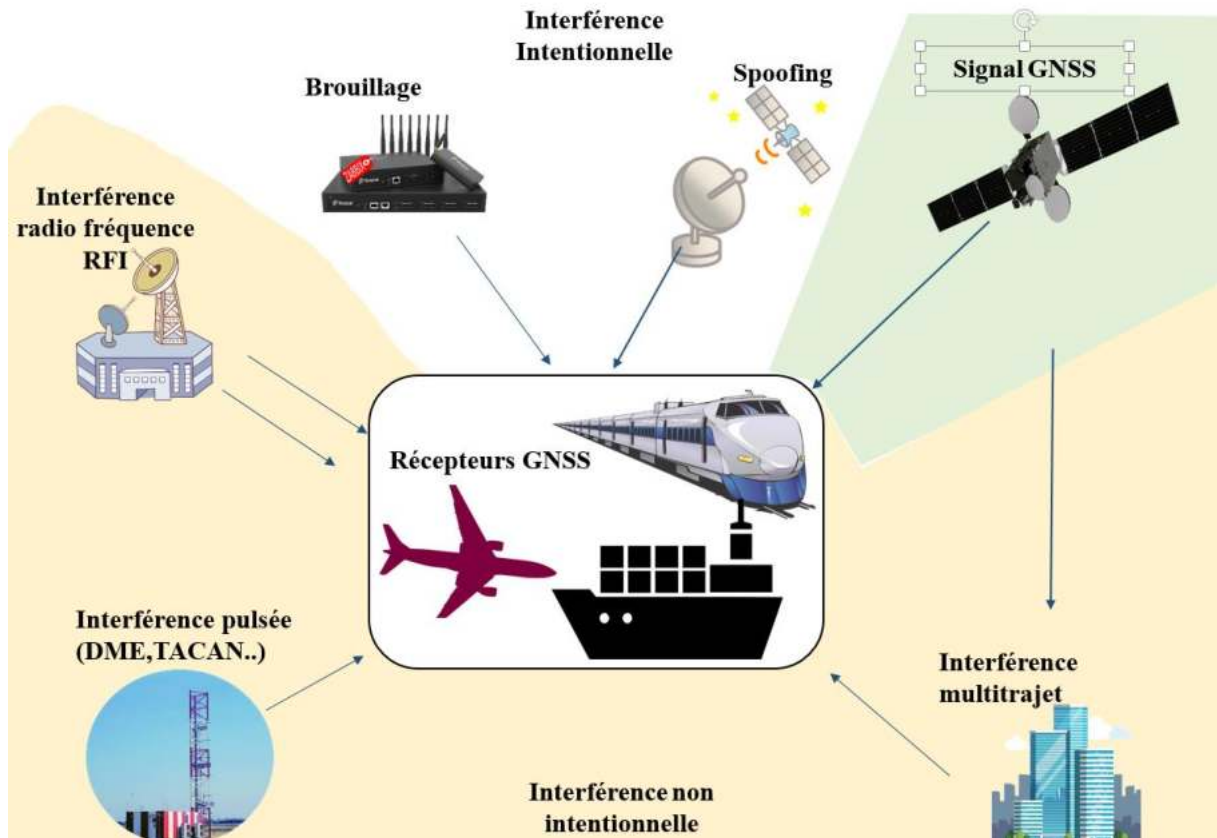 Interférence
Intentionnelle
Signal GNSS
Spoofing
Brouillage
Interférence
radio fréquence
RFI
Récepteurs GNSS
Interférence pulsée
(DME,TACAN..)
Interférence
multitrajet
Interférence non
intentionnelle